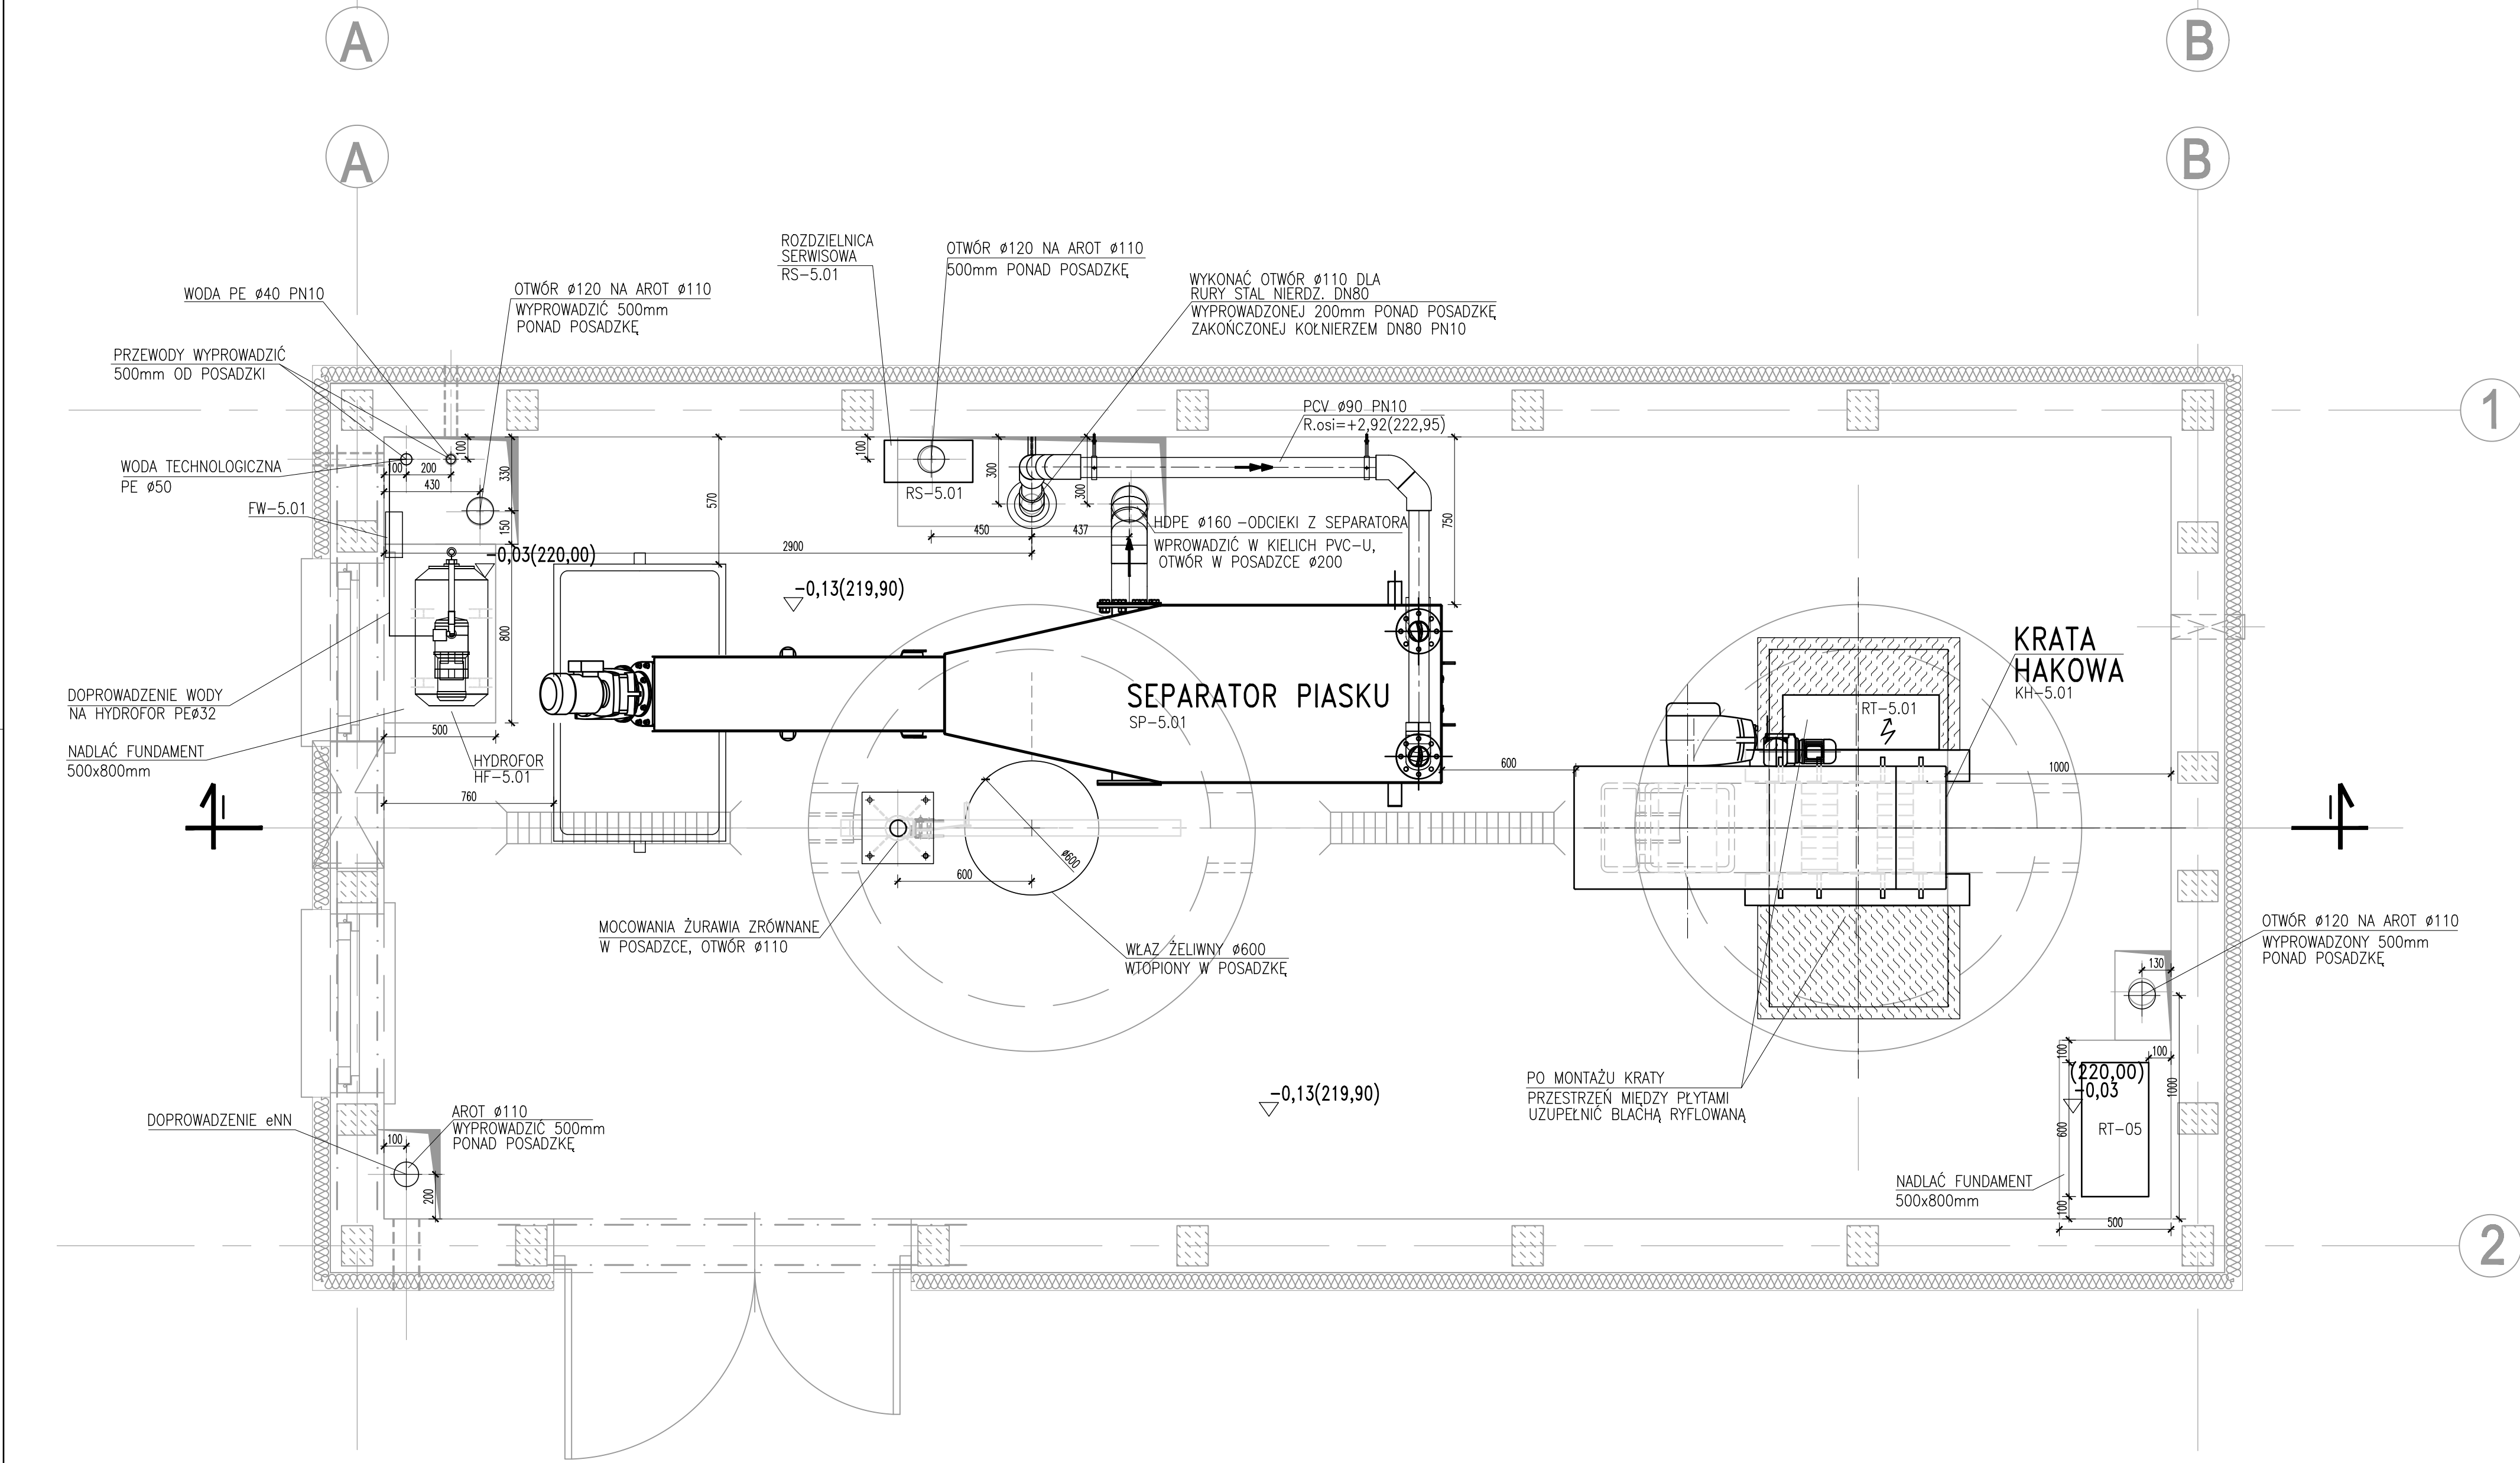 A
B
A
B
ROZDZIELNICA
SERWISOWA
RS-5.01
OTWÓR ø120 NA AROT ø110
500mm PONAD POSADZKĘ
WYKONAĆ OTWÓR ø110 DLA
RURY STAL NIERDZ. DN80
WYPROWADZONEJ 200mm PONAD POSADZKĘ
ZAKOŃCZONEJ KOŁNIERZEM DN80 PN10
WODA PE ø40 PN10
OTWÓR ø120 NA AROT ø110
WYPROWADZIĆ 500mm
PONAD POSADZKĘ
PRZEWODY WYPROWADZIĆ
500mm OD POSADZKI
WODA TECHNOLOGICZNA
PE ø50
FW-5.01
PCV ø90 PN10
R.osi=+2,92(222,95)
1
100
200
100
430
330
150
570
100
RS-5.01
300
300
450
437
750
HDPE ø160 -ODCIEKI Z SEPARATORA
WPROWADZIĆ W KIELICH PVC-U,
OTWÓR W POSADZCE ø200
2900
-0,03(220,00)
-0,13(219,90)
800
DOPROWADZENIE WODY
NA HYDROFOR PEø32
NADLAĆ FUNDAMENT
500x800mm
500
HYDROFOR
HF-5.01
760
SEPARATOR PIASKU
SP-5.01
KRATA
HAKOWA
KH-5.01
RT-5.01
600
1000
1
1
ø600
600
MOCOWANIA ŻURAWIA ZRÓWNANE
W POSADZCE, OTWÓR ø110
WŁAZ ŻELIWNY ø600
WTOPIONY W POSADZKĘ
OTWÓR ø120 NA AROT ø110
WYPROWADZONY 500mm
PONAD POSADZKĘ
130
PO MONTAŻU KRATY
PRZESTRZEŃ MIĘDZY PŁYTAMI
UZUPEŁNIĆ BLACHĄ RYFLOWANĄ
-0,13(219,90)
100
100
(220,00)
-0,03
1000
600
RT-05
100
500
NADLAĆ FUNDAMENT
500x800mm
DOPROWADZENIE eNN
AROT ø110
WYPROWADZIĆ 500mm
PONAD POSADZKĘ
100
200
2